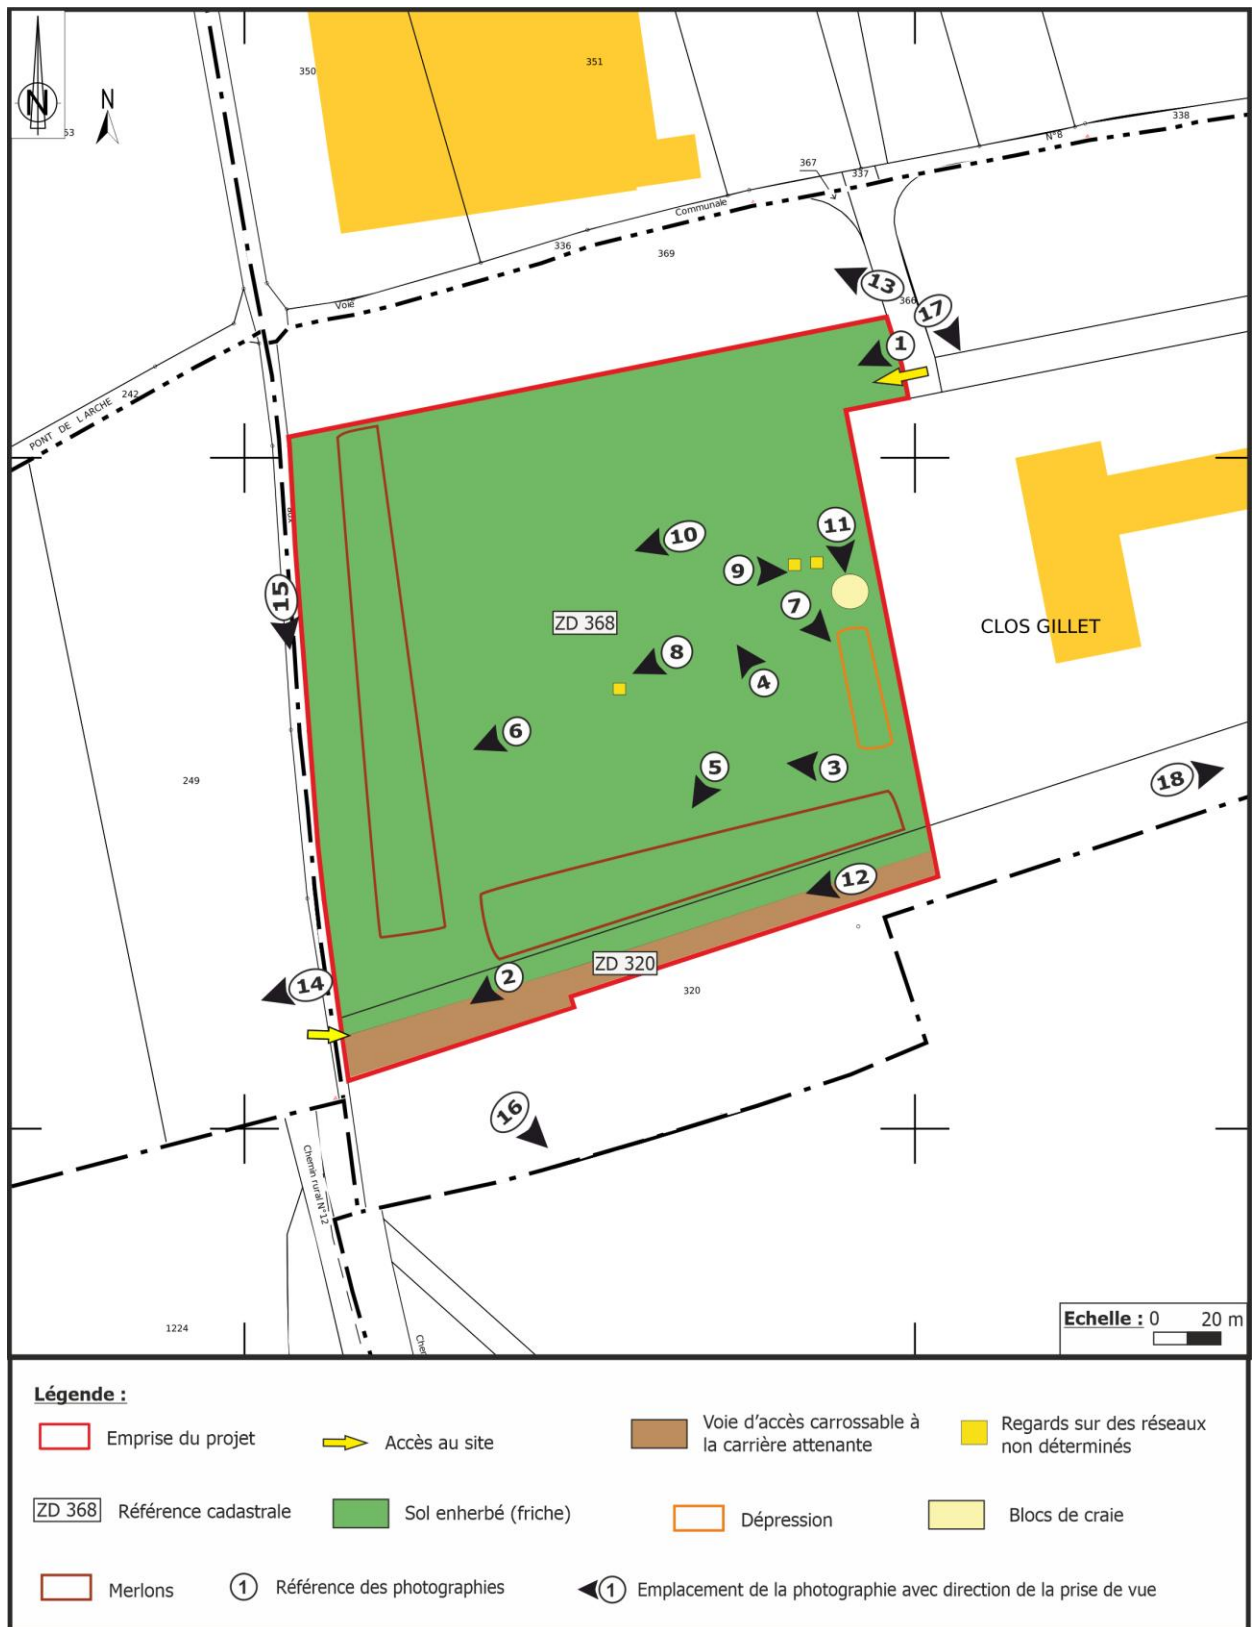 350
351
N
N
53
338
N°8
367
337
Communale
336
369
Voie
13
366
17
1
242
PONT DE L ARCHE
10
11
9
15
7
ZD 368
CLOS GILLET
8
4
6
5
3
249
18
12
ZD 320
2
14
320
16
Chemin rural N°12
1224
Cher
Echelle : 0 20 m
Légende :
Emprise du projet
Accès au site
Voie d'accès carrossable à
la carrière attenante
Regards sur des réseaux
non déterminés
ZD 368 Référence cadastrale
Sol enherbé (friche)
Dépression
Blocs de craie
Merlons
1 Référence des photographies
1 Emplacement de la photographie avec direction de la prise de vue